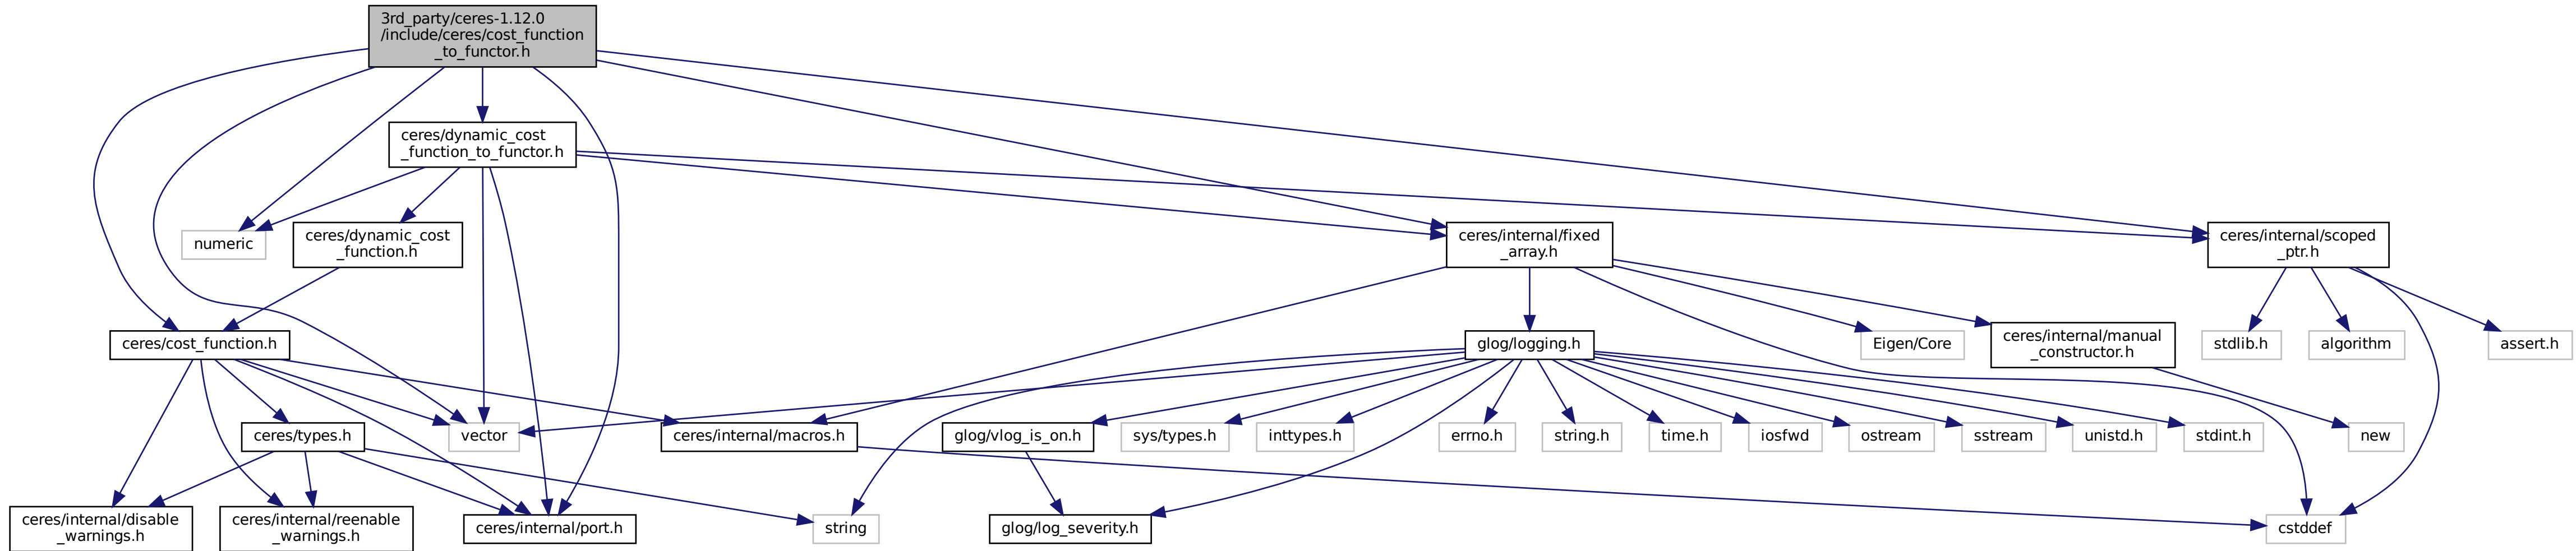 3rd_party/ceres-1.12.0
/include/ceres/cost_function
_to_functor.h
ceres/dynamic_cost
_function_to_functor.h
numeric
ceres/dynamic_cost
_function.h
ceres/internal/fixed
_array.h
ceres/internal/scoped
_ptr.h
ceres/cost_function.h
glog/logging.h
Eigen/Core
ceres/internal/manual
_constructor.h
stdlib.h
algorithm
assert.h
ceres/types.h
vector
ceres/internal/macros.h
glog/vlog_is_on.h
sys/types.h
inttypes.h
errno.h
string.h
time.h
iosfwd
ostream
sstream
unistd.h
stdint.h
new
ceres/internal/disable
_warnings.h
ceres/internal/reenable
_warnings.h
ceres/internal/port.h
string
glog/log_severity.h
cstddef